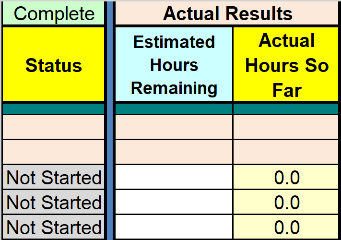 Complete
Actual Results
Status
Estimated
Hours
Remaining
Actual
Hours So
Far
Not Started
0.0
Not Started
0.0
Not Started
0.0